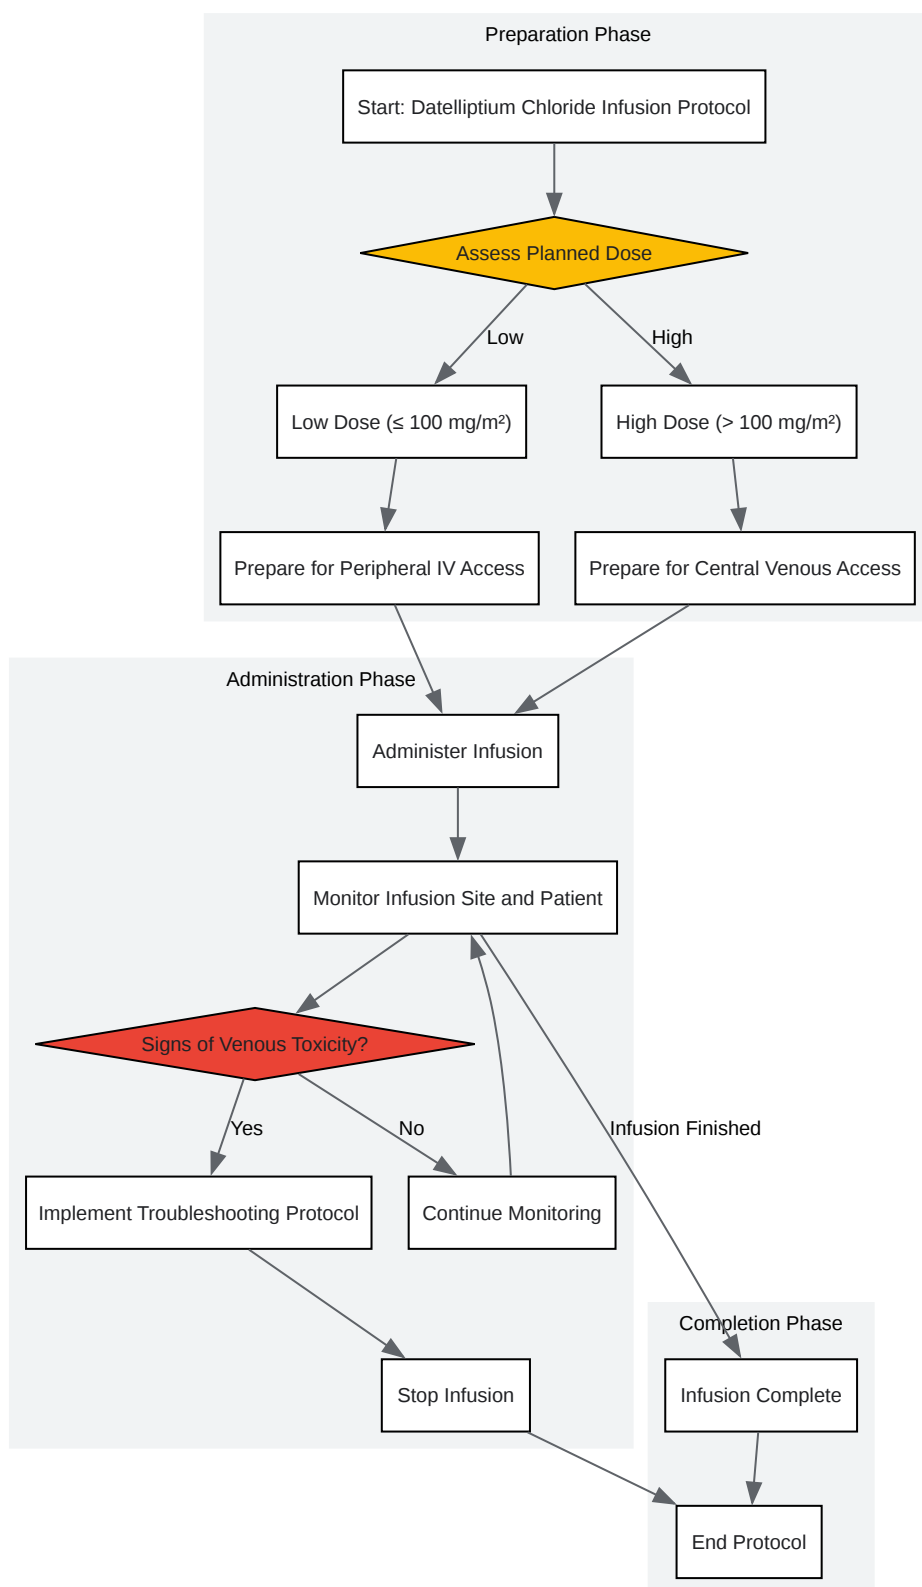 Preparation Phase
Start: Datelliptium Chloride Infusion Protocol
Assess Planned Dose
Low
High
Low Dose (≤ 100 mg/m²)
High Dose (> 100 mg/m²)
Prepare for Peripheral IV Access
Prepare for Central Venous Access
Administration Phase
Administer Infusion
Monitor Infusion Site and Patient
Signs of Venous Toxicity?
Yes
No
Infusion Finished
Implement Troubleshooting Protocol
Continue Monitoring
Completion Phase
Stop Infusion
Infusion Complete
End Protocol